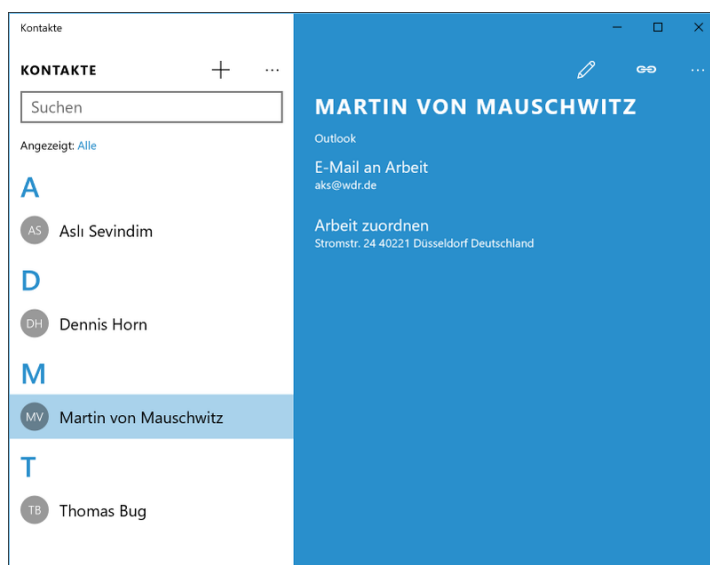 Kontakte
KONTAKTE
Suchen
Angezeigt: Alle
A
AS Aslı Sevindim
D
DH Dennis Horn
M
MV Martin von Mauschwitz
T
TB Thomas Bug
MARTIN VON MAUSCHWITZ
Outlook
E-Mail an Arbeit
aks@wdr.de
Arbeit zuordnen
Stromstr. 24 40221 Düsseldorf Deutschland